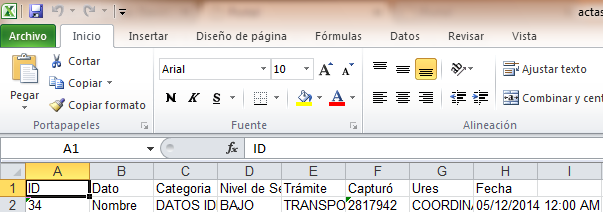 actas
Archivo Inicio Insertar Diseño de página Fórmulas Datos Revisar Vista
Pegar
Cortar
Copiar
Copiar formato
Portapapeles
Arial 10 A A
N K S A
Fuente
Ajustar texto
Combinar y cent
Alineación
A1 fx ID
A B C D E F G H I
1 ID Dato Categoria Nivel de Se Trámite Capturó Ures Fecha
2 34 Nombre DATOS ID BAJO TRANSPO 2817942 COORDINA 05/12/2014 12:00 AM